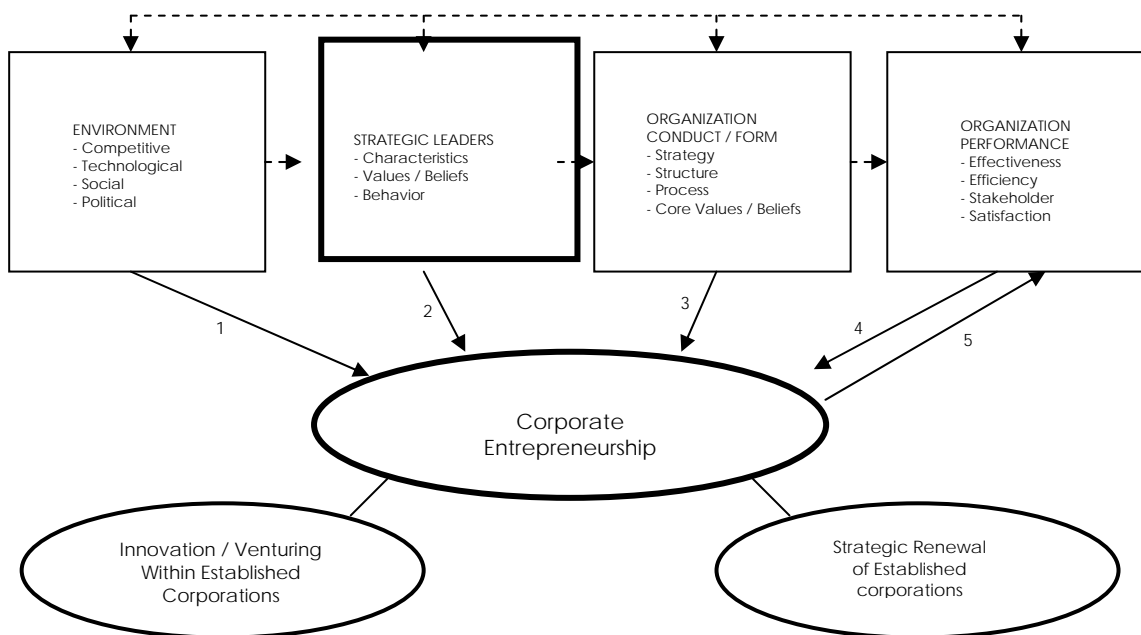 ENVIRONMENT
- Competitive
- Technological
- Social
- Political
STRATEGIC LEADERS
- Characteristics
- Values / Beliefs
- Behavior
ORGANIZATION
CONDUCT / FORM
- Strategy
- Structure
- Process
- Core Values / Beliefs
ORGANIZATION
PERFORMANCE
- Effectiveness
- Efficiency
- Stakeholder
- Satisfaction
1
2
3
4
5
Corporate
Entrepreneurship
Innovation / Venturing
Within Established
Corporations
Strategic Renewal
of Established
corporations